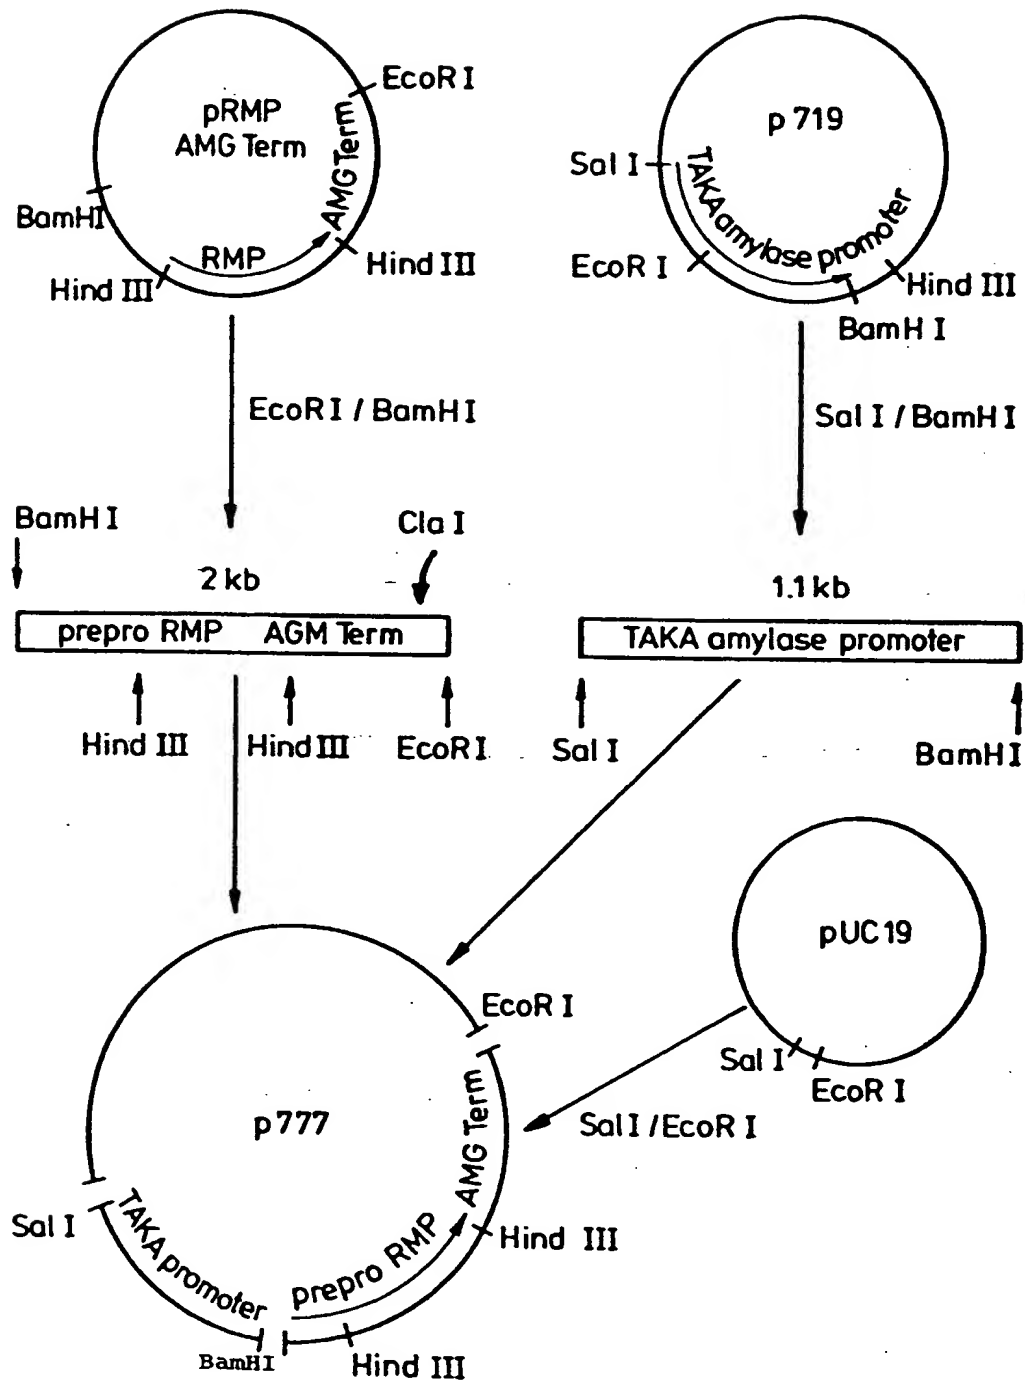 pRMP
AMG Term
EcoR I
AMG Term
BamHI
RMP
Hind III
Hind III
p 719
Sal I
TAKA amylase promoter
EcoR I
Hind III
BamH I
EcoR I / BamH I
Sal I / BamH I
BamH I
Cla I
2 kb
1.1 kb
prepro RMP AGM Term
TAKA amylase promoter
Hind III
Hind III
EcoR I
Sal I
BamH I
pUC19
EcoR I
Sal I
EcoR I
Sal I / EcoR I
p777
AMG Term
Sal I
TAKA promoter
prepro RMP
Hind III
BamHI
Hind III